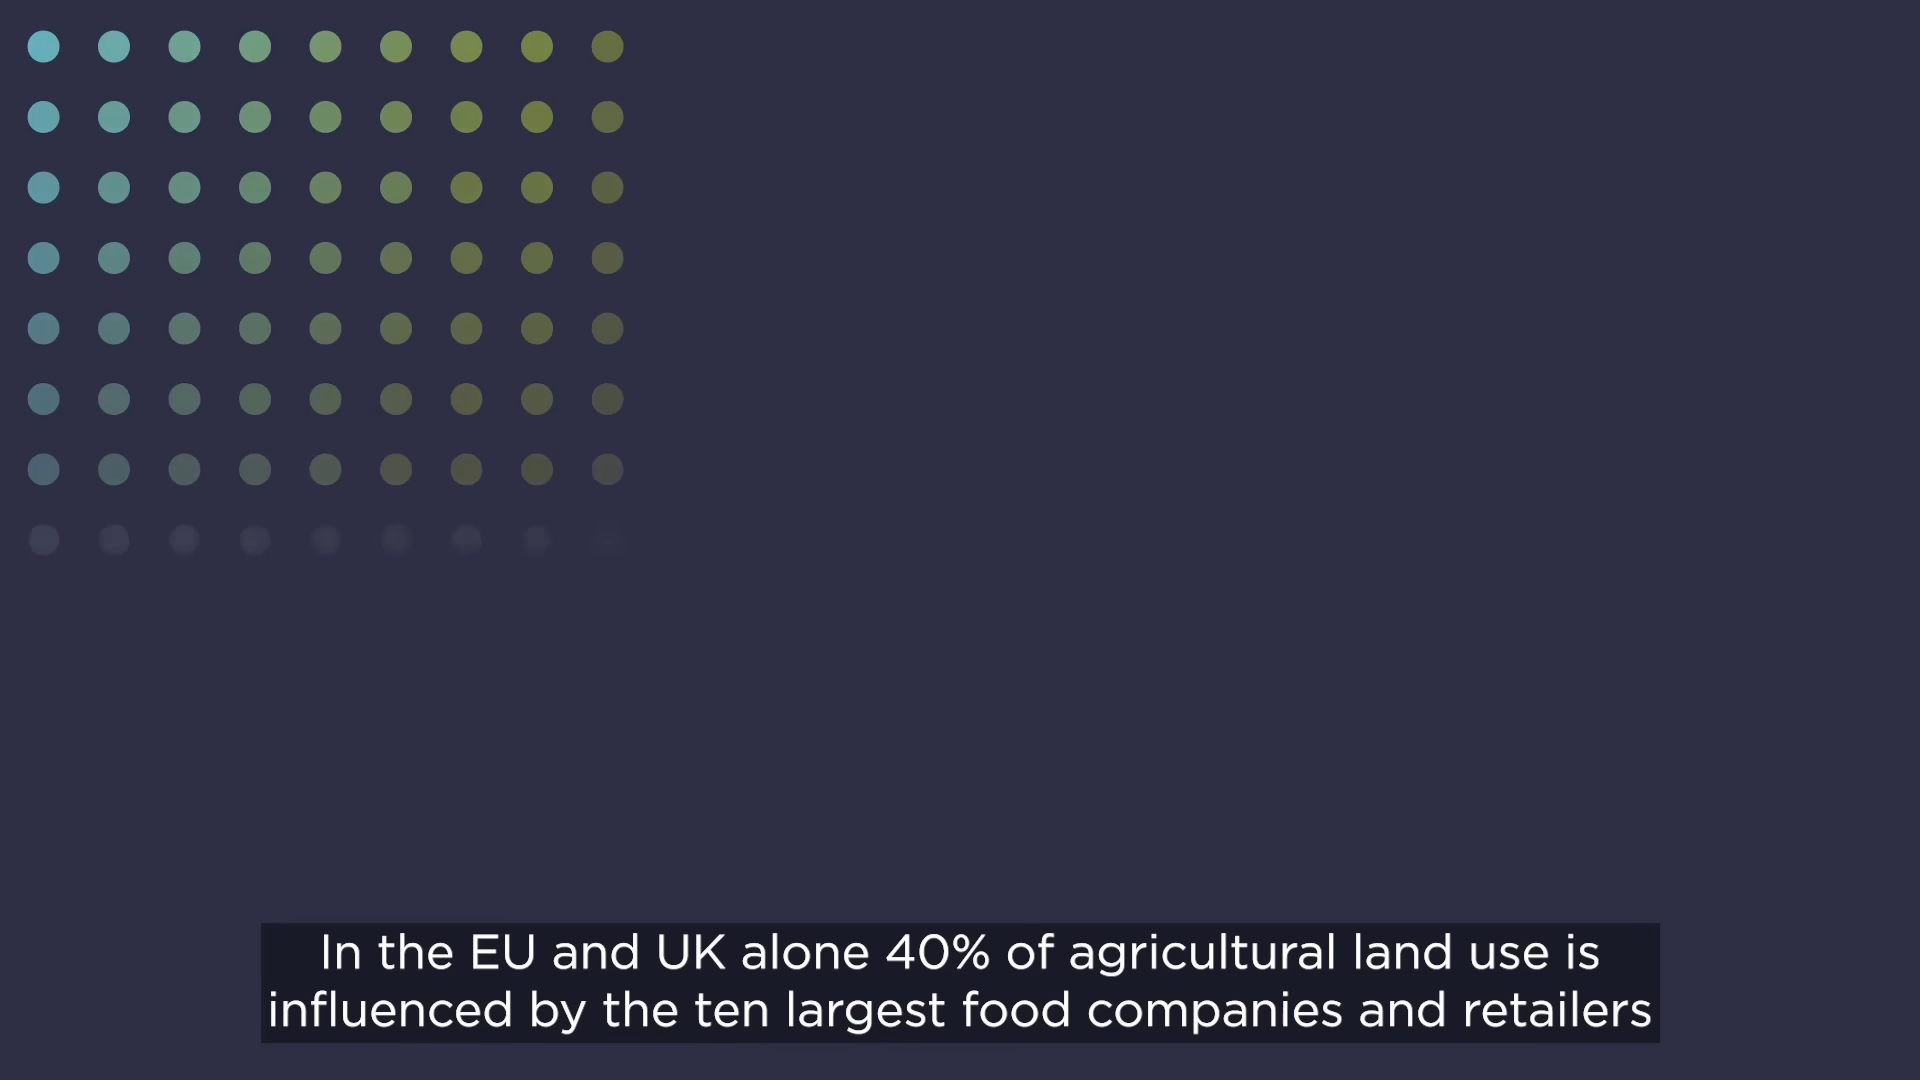 In the EU and UK alone 40% of agricultural land use is
influenced by the ten largest food companies and retailers